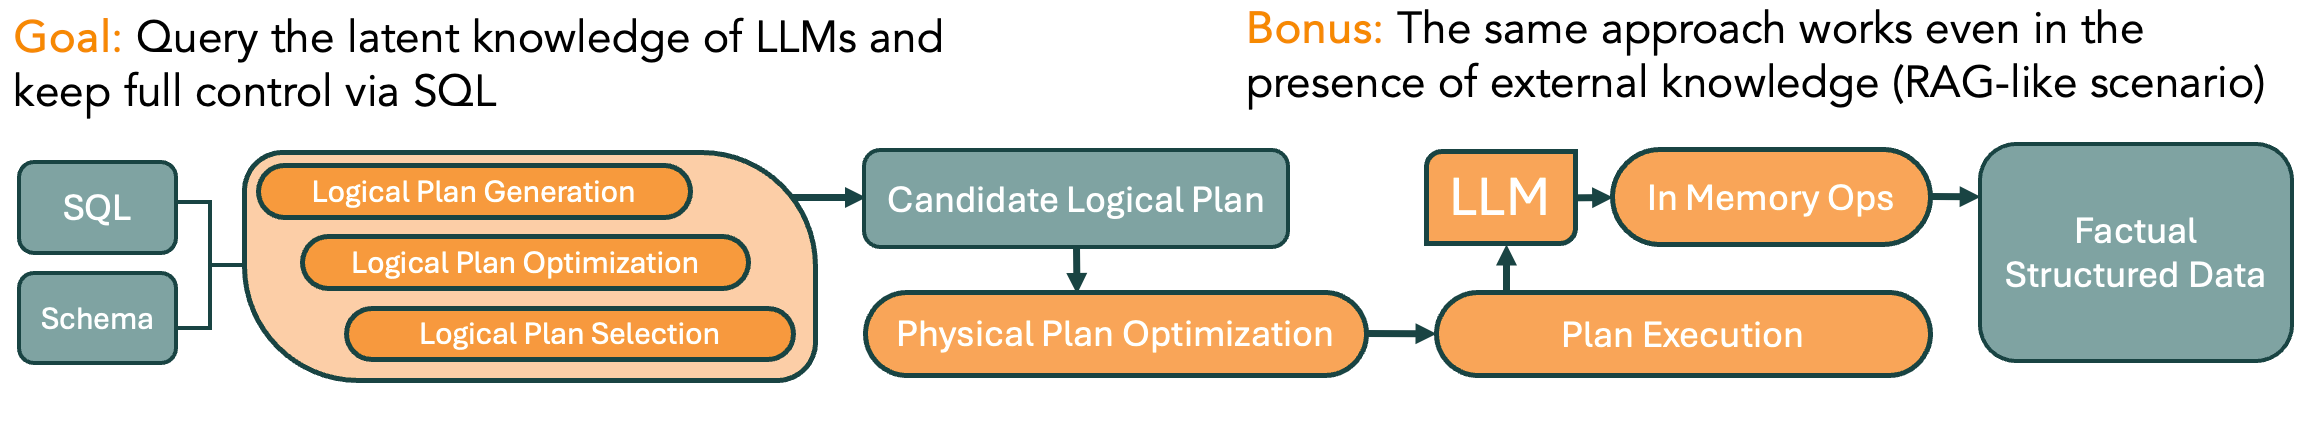 Goal: Query the latent knowledge of LLMs and
keep full control via SQL
Bonus: The same approach works even in the
presence of external knowledge (RAG-like scenario)
SQL
Schema
Logical Plan Generation
Logical Plan Optimization
Logical Plan Selection
Candidate Logical Plan
Physical Plan Optimization
Plan Execution
LLM
In Memory Ops
Factual
Structured Data